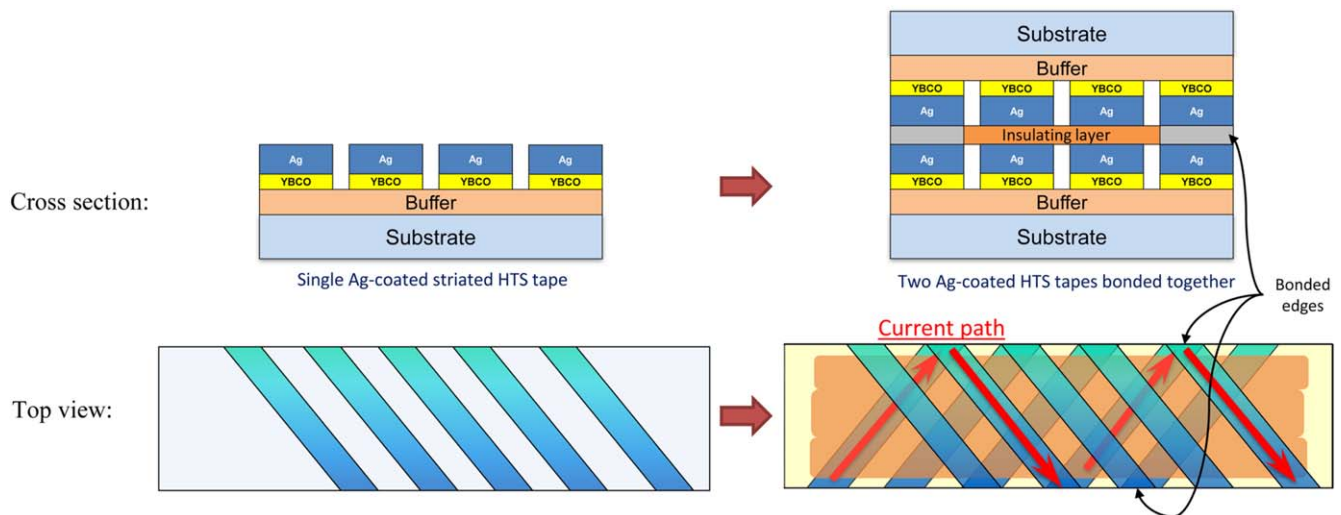 Substrate
Buffer
YBCO YBCO YBCO YBCO
Ag Ag Ag Ag
Insulating layer
Ag Ag Ag Ag
YBCO YBCO YBCO YBCO
Buffer
Substrate
Two Ag-coated HTS tapes bonded together
Cross section:
Ag Ag Ag Ag
YBCO YBCO YBCO YBCO
Buffer
Substrate
Single Ag-coated striated HTS tape
Bonded
edges
Current path
Top view: